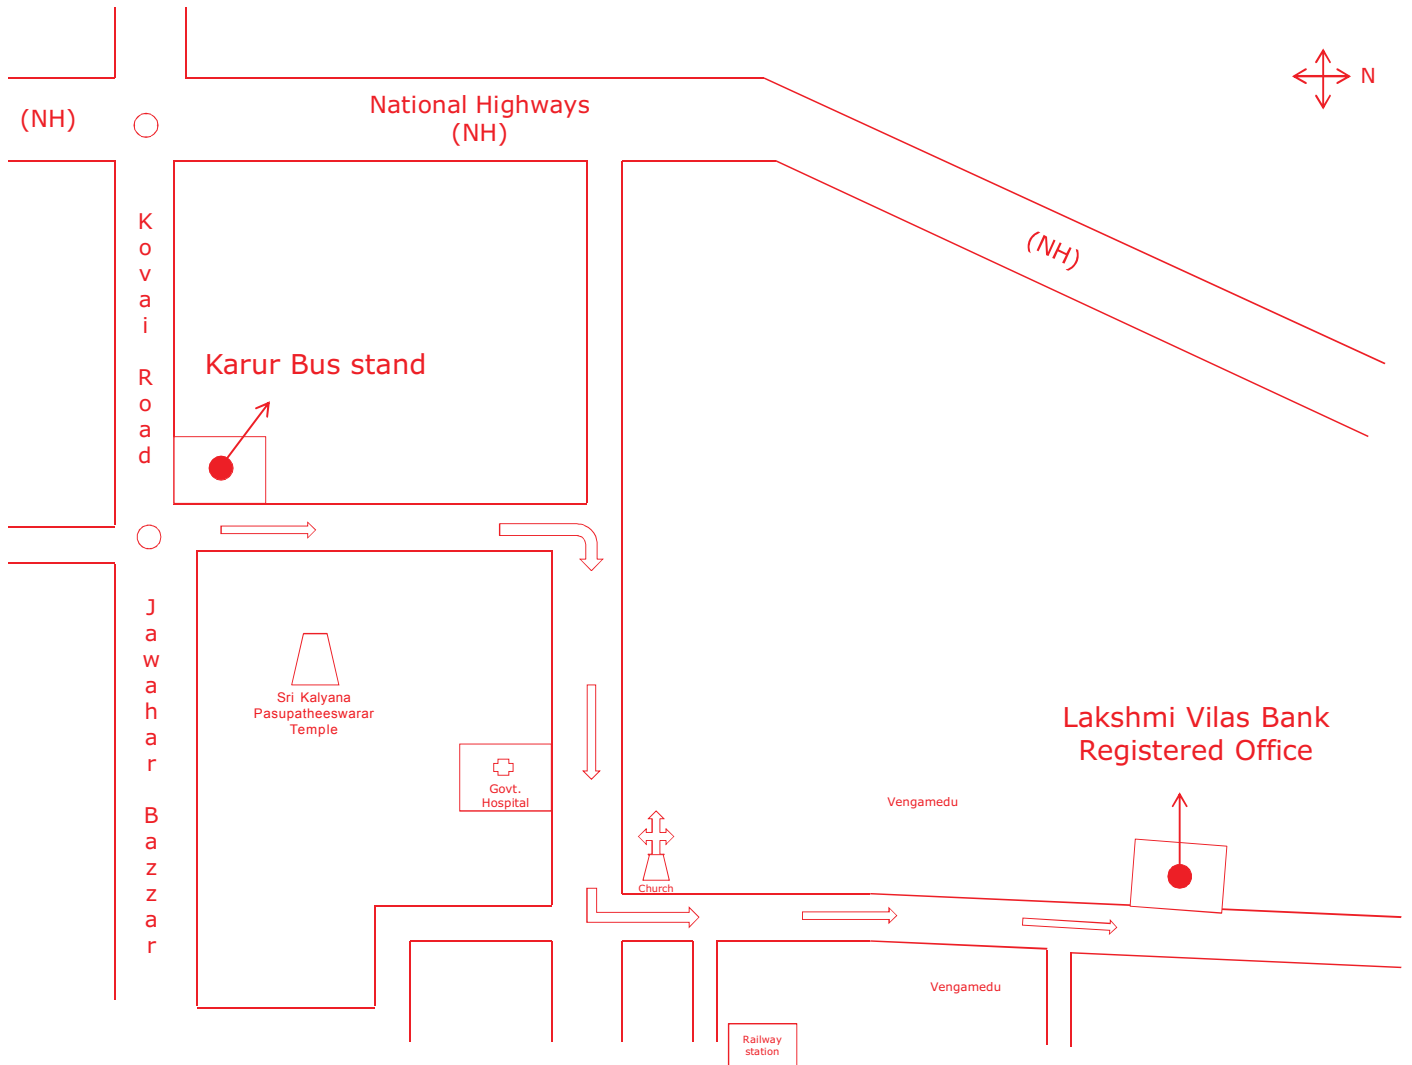 N
National Highways
(NH)
(NH)
(NH)
Kovai Road
Karur Bus stand
Jawahar Bazzar
Sri Kalyana
Pasupatheeswarar
Temple
Lakshmi Vilas Bank
Registered Office
Govt.
Hospital
Vengamedu
Church
Vengamedu
Railway
station